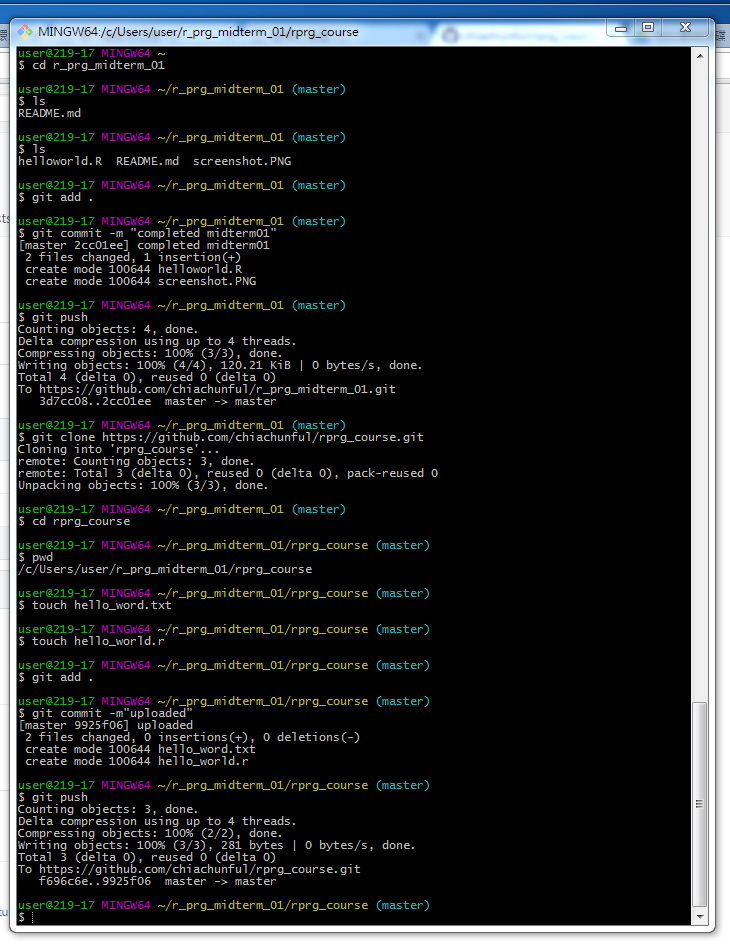 MINGW64:/c/Users/user/r_prg_midterm_01/rprg_course
user@219-17 MINGW64 ~
$ cd r_prg_midterm_01
user@219-17 MINGW64 ~/r_prg_midterm_01 (master)
$ ls
README.md
user@219-17 MINGW64 ~/r_prg_midterm_01 (master)
$ ls
helloworld.R  README.md  screenshot.PNG
user@219-17 MINGW64 ~/r_prg_midterm_01 (master)
$ git add .
user@219-17 MINGW64 ~/r_prg_midterm_01 (master)
$ git commit -m "completed midterm01"
[master 2cc01ee] completed midterm01
 2 files changed, 1 insertion(+)
 create mode 100644 helloworld.R
 create mode 100644 screenshot.PNG
user@219-17 MINGW64 ~/r_prg_midterm_01 (master)
$ git push
Counting objects: 4, done.
Delta compression using up to 4 threads.
Compressing objects: 100% (3/3), done.
Writing objects: 100% (4/4), 120.21 KiB | 0 bytes/s, done.
Total 4 (delta 0), reused 0 (delta 0)
To https://github.com/chiachunful/r_prg_midterm_01.git
   3d7cc08..2cc01ee  master -> master
user@219-17 MINGW64 ~/r_prg_midterm_01 (master)
$ git clone https://github.com/chiachunful/rprg_course.git
Cloning into 'rprg_course'...
remote: Counting objects: 3, done.
remote: Total 3 (delta 0), reused 0 (delta 0), pack-reused 0
Unpacking objects: 100% (3/3), done.
user@219-17 MINGW64 ~/r_prg_midterm_01 (master)
$ cd rprg_course
user@219-17 MINGW64 ~/r_prg_midterm_01/rprg_course (master)
$ pwd
/c/Users/user/r_prg_midterm_01/rprg_course
user@219-17 MINGW64 ~/r_prg_midterm_01/rprg_course (master)
$ touch hello_word.txt
user@219-17 MINGW64 ~/r_prg_midterm_01/rprg_course (master)
$ touch hello_world.r
user@219-17 MINGW64 ~/r_prg_midterm_01/rprg_course (master)
$ git add .
user@219-17 MINGW64 ~/r_prg_midterm_01/rprg_course (master)
$ git commit -m"uploaded"
[master 9925f06] uploaded
 2 files changed, 0 insertions(+), 0 deletions(-)
 create mode 100644 hello_word.txt
 create mode 100644 hello_world.r
user@219-17 MINGW64 ~/r_prg_midterm_01/rprg_course (master)
$ git push
Counting objects: 3, done.
Delta compression using up to 4 threads.
Compressing objects: 100% (2/2), done.
Writing objects: 100% (3/3), 281 bytes | 0 bytes/s, done.
Total 3 (delta 0), reused 0 (delta 0)
To https://github.com/chiachunful/rprg_course.git
   f696c6e..9925f06  master -> master
user@219-17 MINGW64 ~/r_prg_midterm_01/rprg_course (master)
$